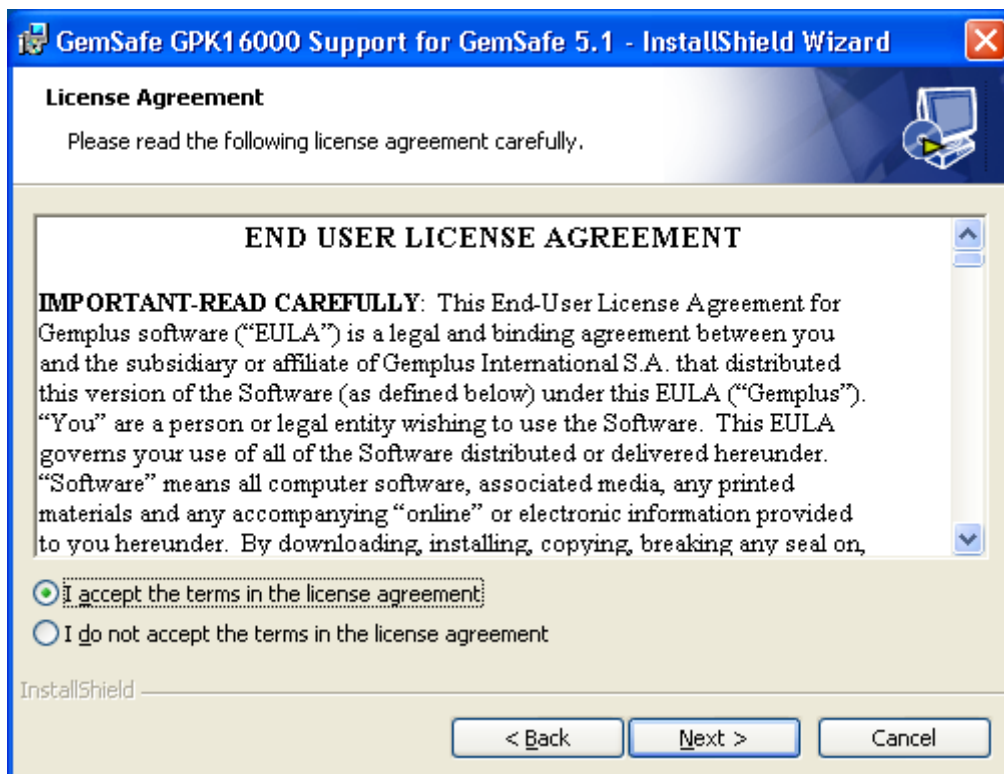 GemSafe GPK16000 Support for GemSafe 5.1 - InstallShield Wizard
License Agreement
Please read the following license agreement carefully.
END USER LICENSE AGREEMENT
IMPORTANT-READ CAREFULLY:  This End-User License Agreement for
Gemplus software (“EULA”) is a legal and binding agreement between you
and the subsidiary or affiliate of Gemplus International S.A. that distributed
this version of the Software (as defined below) under this EULA (“Gemplus”).
“You” are a person or legal entity wishing to use the Software.  This EULA
governs your use of all of the Software distributed or delivered hereunder.
“Software” means all computer software, associated media, any printed
materials and any accompanying “online” or electronic information provided
to you hereunder.  By downloading, installing, copying, breaking any seal on,
I accept the terms in the license agreement
I do not accept the terms in the license agreement
InstallShield
< Back
Next >
Cancel